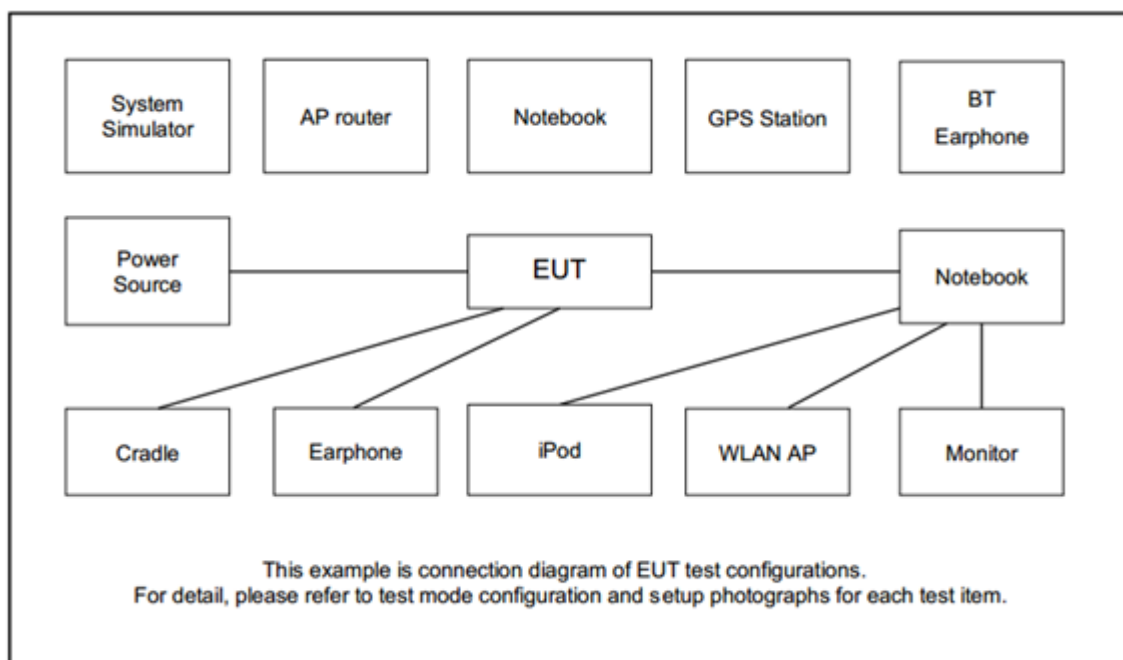 System
Simulator
AP router
Notebook
GPS Station
BT
Earphone
Power
Source
EUT
Notebook
Cradle
Earphone
iPod
WLAN AP
Monitor
This example is connection diagram of EUT test configurations.
For detail, please refer to test mode configuration and setup photographs for each test item.